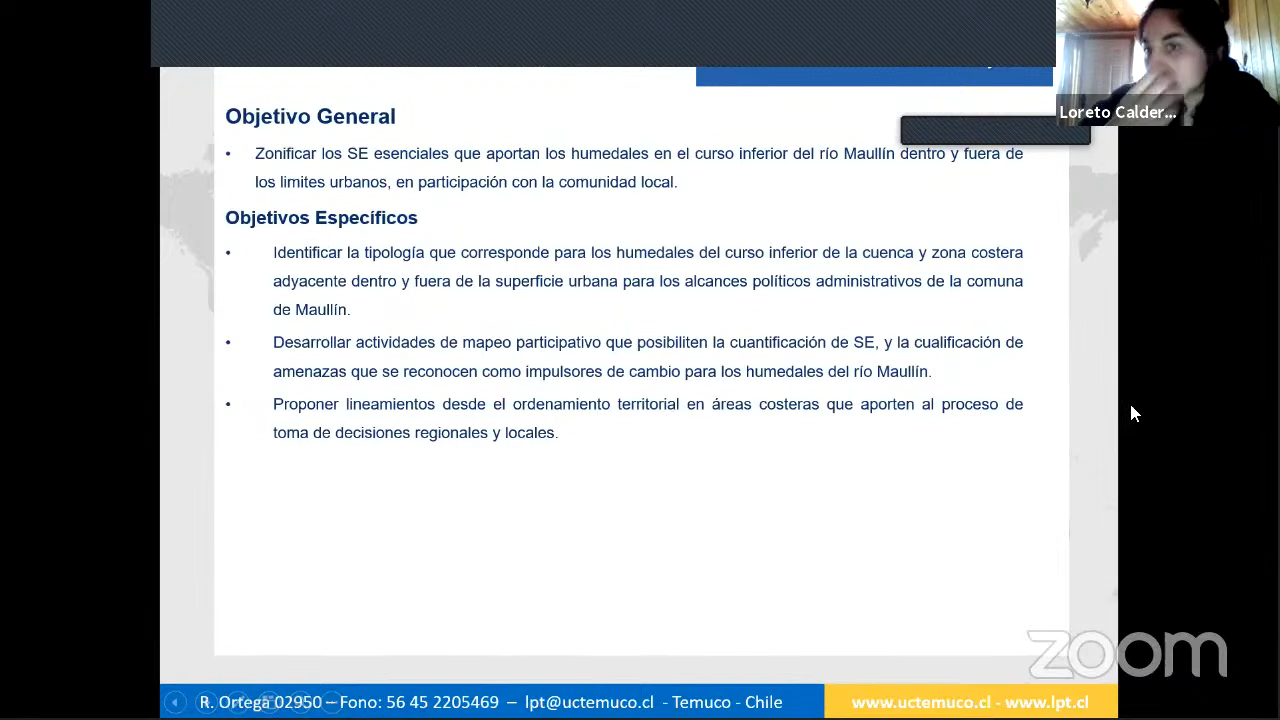 Loreto Calder...
Objetivo General
• Zonificar los SE esenciales que aportan los humedales en el curso inferior del río Maullín dentro y fuera de
los limites urbanos, en participación con la comunidad local.
Objetivos Específicos
• Identificar la tipología que corresponde para los humedales del curso inferior de la cuenca y zona costera
adyacente dentro y fuera de la superficie urbana para los alcances políticos administrativos de la comuna
de Maullín.
• Desarrollar actividades de mapeo participativo que posibiliten la cuantificación de SE, y la cualificación de
amenazas que se reconocen como impulsores de cambio para los humedales del río Maullín.
• Proponer lineamientos desde el ordenamiento territorial en áreas costeras que aporten al proceso de
toma de decisiones regionales y locales.
zoom
R. Ortega 02950 – Fono: 56 45 2205469 – lpt@uctemuco.cl - Temuco - Chile
www.uctemuco.cl - www.lpt.cl